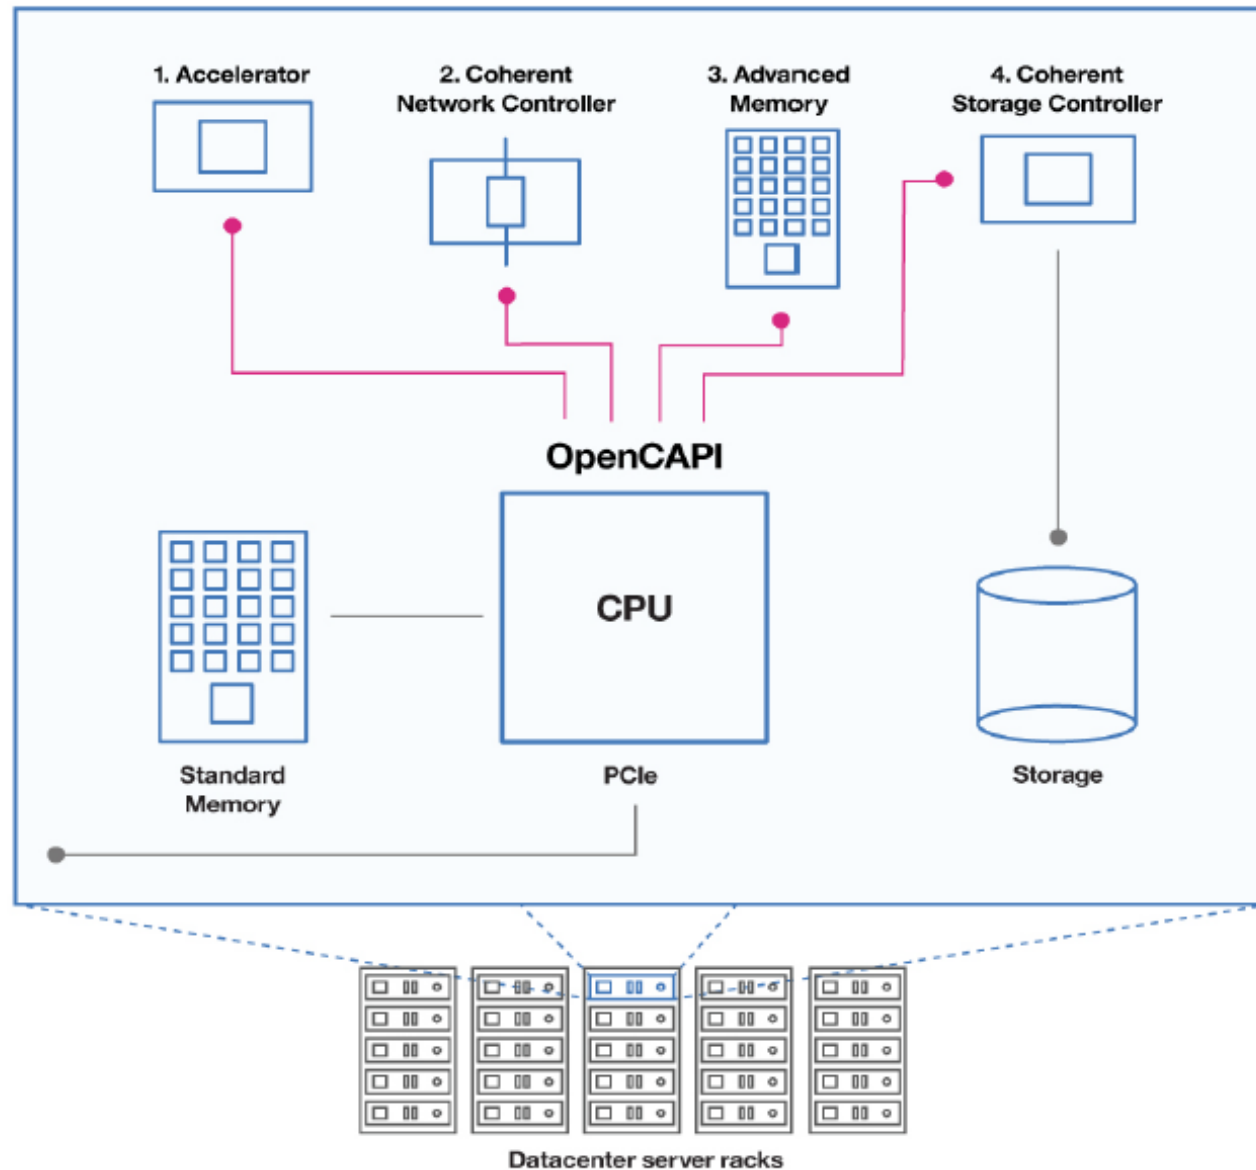 1. Accelerator
2. Coherent
Network Controller
3. Advanced
Memory
4. Coherent
Storage Controller
OpenCAPI
CPU
Standard
Memory
PCIe
Storage
Datacenter server racks